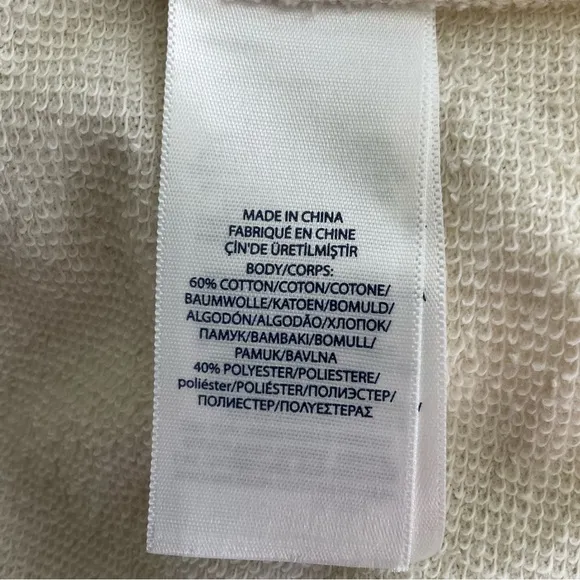 MADE IN CHINA
FABRIQUÉ EN CHINE
ÇİN'DE ÜRETİLMİŞTİR
BODY/CORPS:
60% COTTON/COTON/COTONE/
BAUMWOLLE/KATOEN/BOMULD/
ALGODÓN/ALGODÃO/ХЛОПОК/
ПАМУК/BAMBAKI/BOMULL/
PAMUK/BAVLNA
40% POLYESTER/POLIESTERE/
poliéster/POLIÉSTER/ПОЛИЭСТЕР/
ПОЛИЕСТЕР/ΠΟΛΥΕΣΤΕΡΑΣ